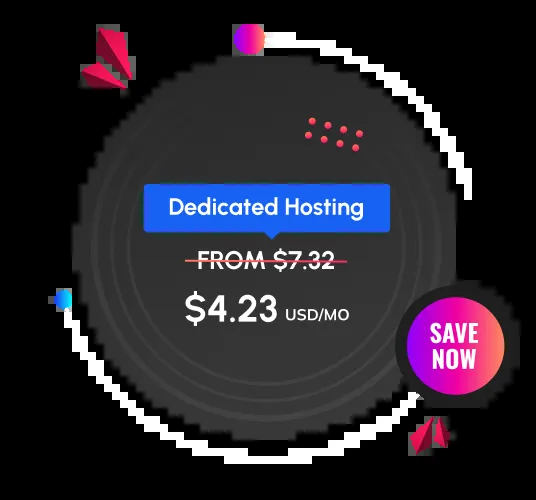 Dedicated Hosting
FROM $7.32
$4.23 USD/MO
SAVE
NOW